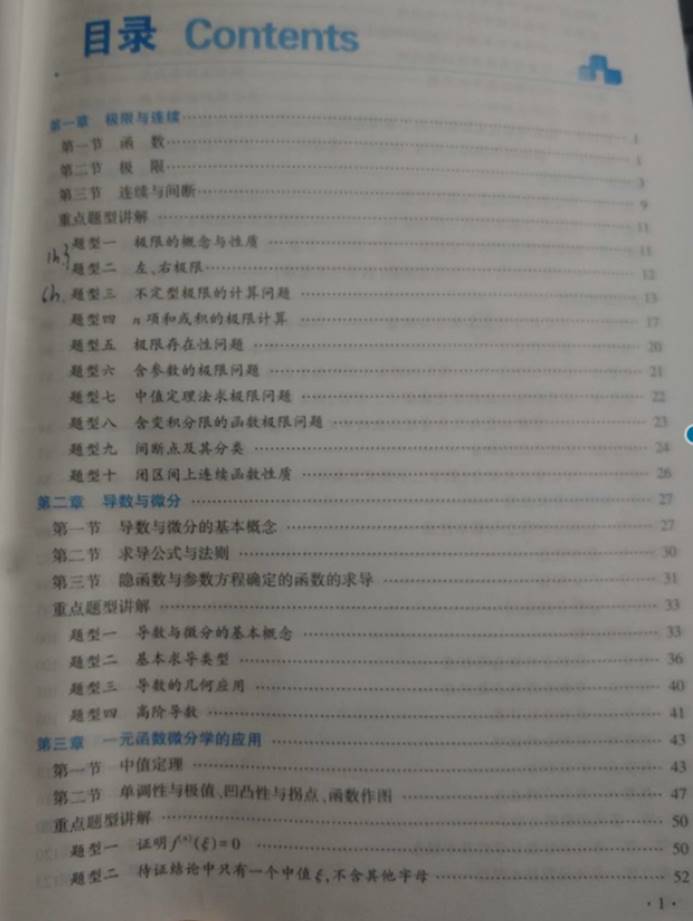 目录 Contents
第一章 极限与连续 1
第一节 函 数 1
第二节 极 限 3
第三节 连续与间断 9
重点题型讲解 11
题型一 极限的概念与性质 11
题型二 左、右极限 12
题型三 不定型极限的计算问题 13
题型四 n 项和或积的极限计算 17
题型五 极限存在性问题 20
题型六 含参数的极限问题 21
题型七 中值定理法求极限问题 22
题型八 含变积分限的函数极限问题 23
题型九 间断点及其分类 24
题型十 闭区间上连续函数性质 26
第二章 导数与微分 27
第一节 导数与微分的基本概念 27
第二节 求导公式与法则 30
第三节 隐函数与参数方程确定的函数的求导 31
重点题型讲解 33
题型一 导数与微分的基本概念 33
题型二 基本求导类型 36
题型三 导数的几何应用 40
题型四 高阶导数 41
第三章 一元函数微分学的应用 43
第一节 中值定理 43
第二节 单调性与极值、凹凸性与拐点、函数作图 47
重点题型讲解 50
题型一 证明 f⁽ⁿ⁾(ξ)=0 50
题型二 待证结论中只有一个中值 ξ,不含其他字母 52
· 1 ·